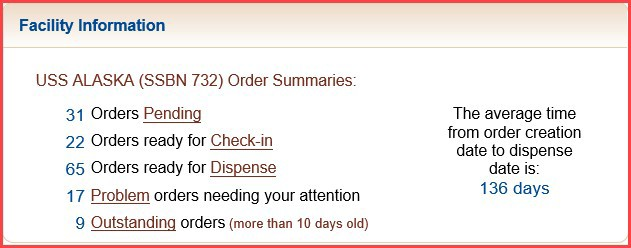 Facility Information
USS ALASKA (SSBN 732) Order Summaries:
31 Orders Pending
22 Orders ready for Check-in
65 Orders ready for Dispense
17 Problem orders needing your attention
9 Outstanding orders (more than 10 days old)
The average time
from order creation
date to dispense
date is:
136 days